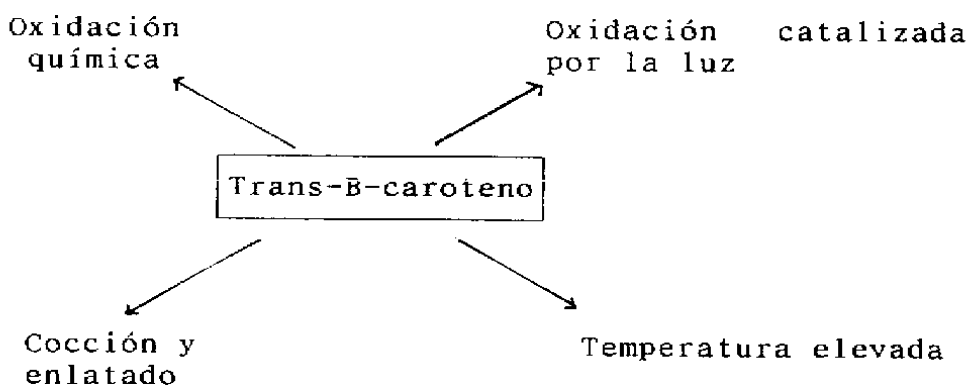 Oxidación
química
Oxidación catalizada
por la luz
Trans-B̄-caroteno
Cocción y
enlatado
Temperatura elevada